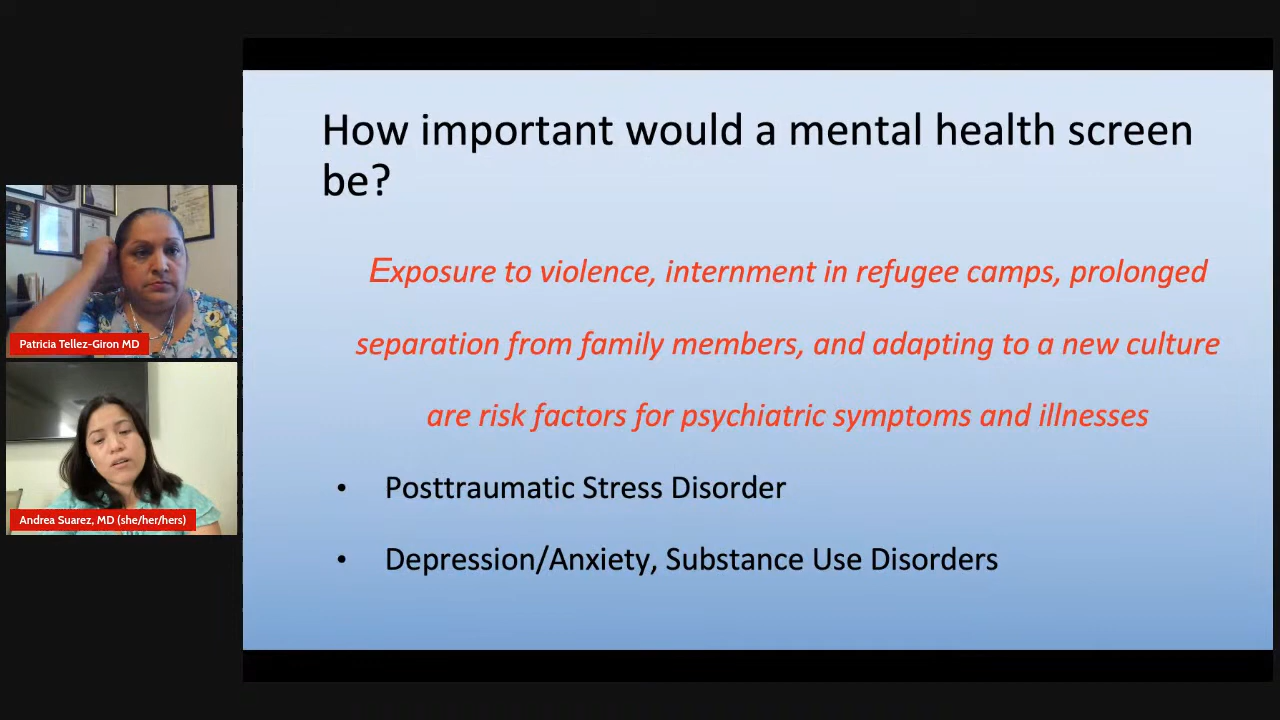 How important would a mental health screen
be?
Exposure to violence, internment in refugee camps, prolonged
separation from family members, and adapting to a new culture
are risk factors for psychiatric symptoms and illnesses
• Posttraumatic Stress Disorder
• Depression/Anxiety, Substance Use Disorders
Patricia Tellez-Giron MD
Andrea Suarez, MD (she/her/hers)